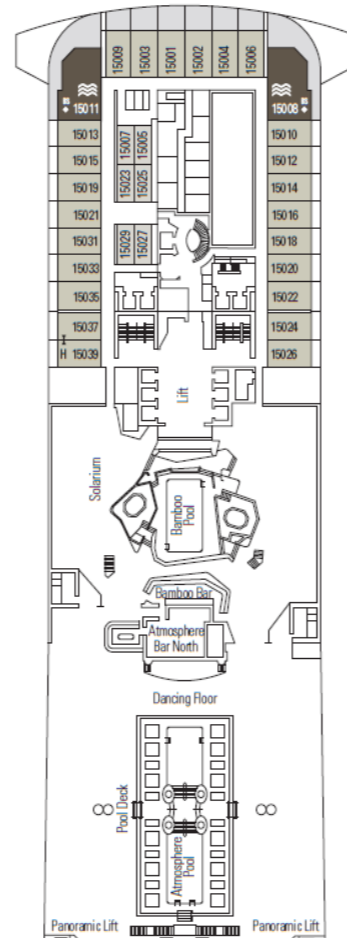 15009 15003 15001 15002 15004 15006
15011
15008
15013
15010
15007 15005
15015
15012
15023 15025
15019
15014
15021
15016
15031
15018
15029 15027
15033
15020
15035
15022
15037
15024
H 15039
15026
Lift
Solarium
Bamboo
Pool
Bamboo Bar
Atmosphere
Bar North
Dancing Floor
Pool Deck
Atmosphere
Pool
Panoramic Lift
Panoramic Lift